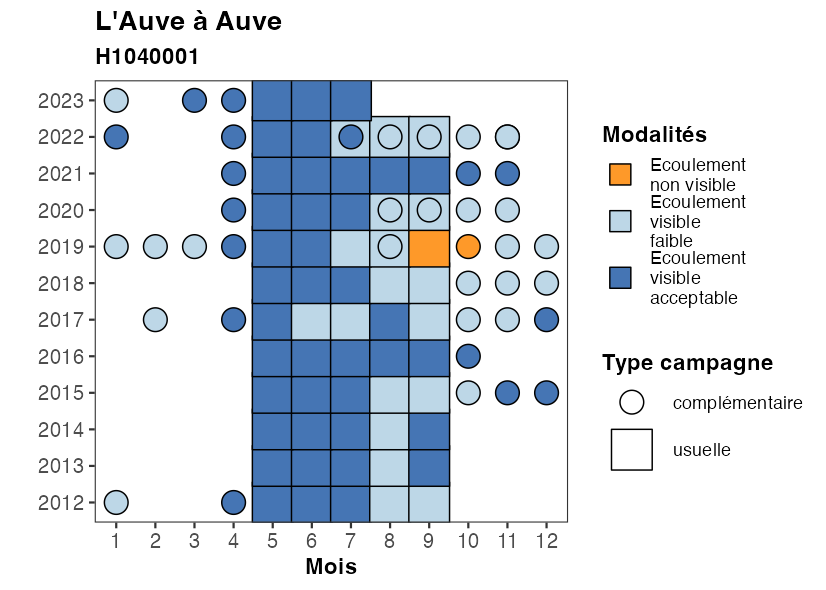 L'Auve à Auve
H1040001
2023
2022
2021
2020
2019
2018
2017
2016
2015
2014
2013
2012
1 2 3 4 5 6 7 8 9 10 11 12
Mois
Modalités
Ecoulement
non visible
Ecoulement
visible
faible
Ecoulement
visible
acceptable
Type campagne
complémentaire
usuelle